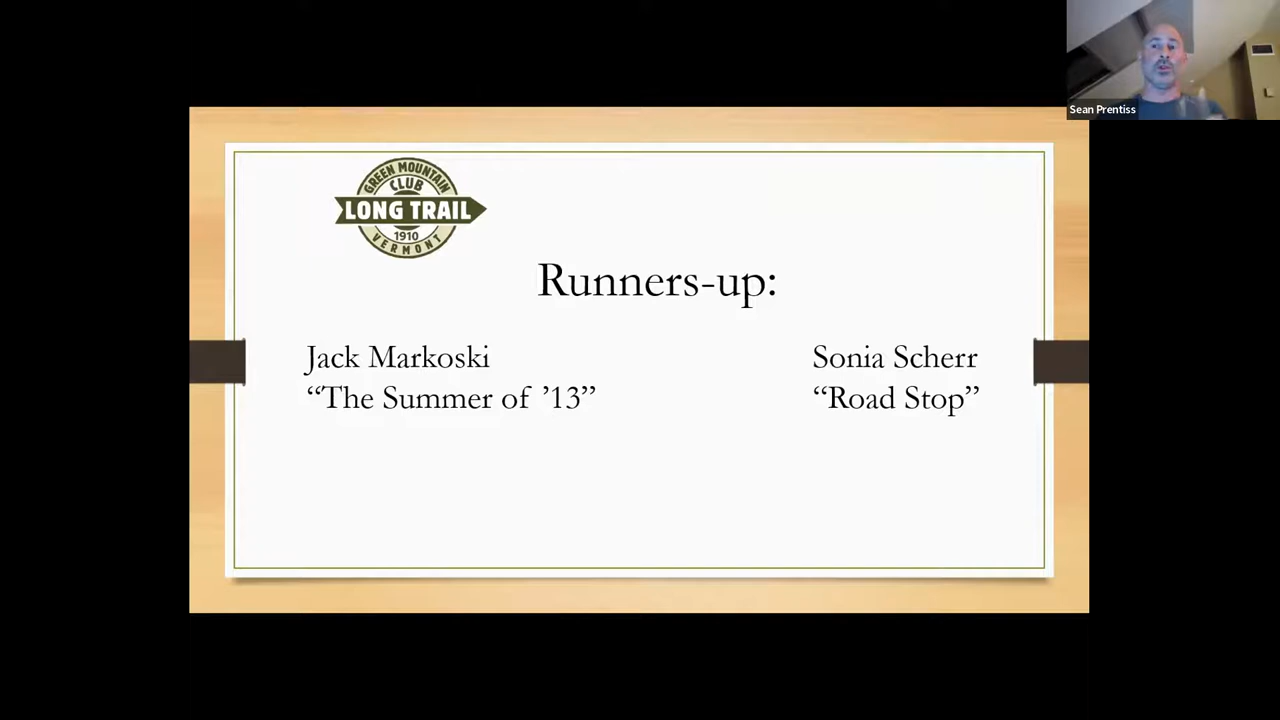 GREEN MOUNTAIN
CLUB
LONG TRAIL
1910
VERMONT
Runners-up:
Jack Markoski
“The Summer of ’13”
Sonia Scherr
“Road Stop”
Sean Prentiss